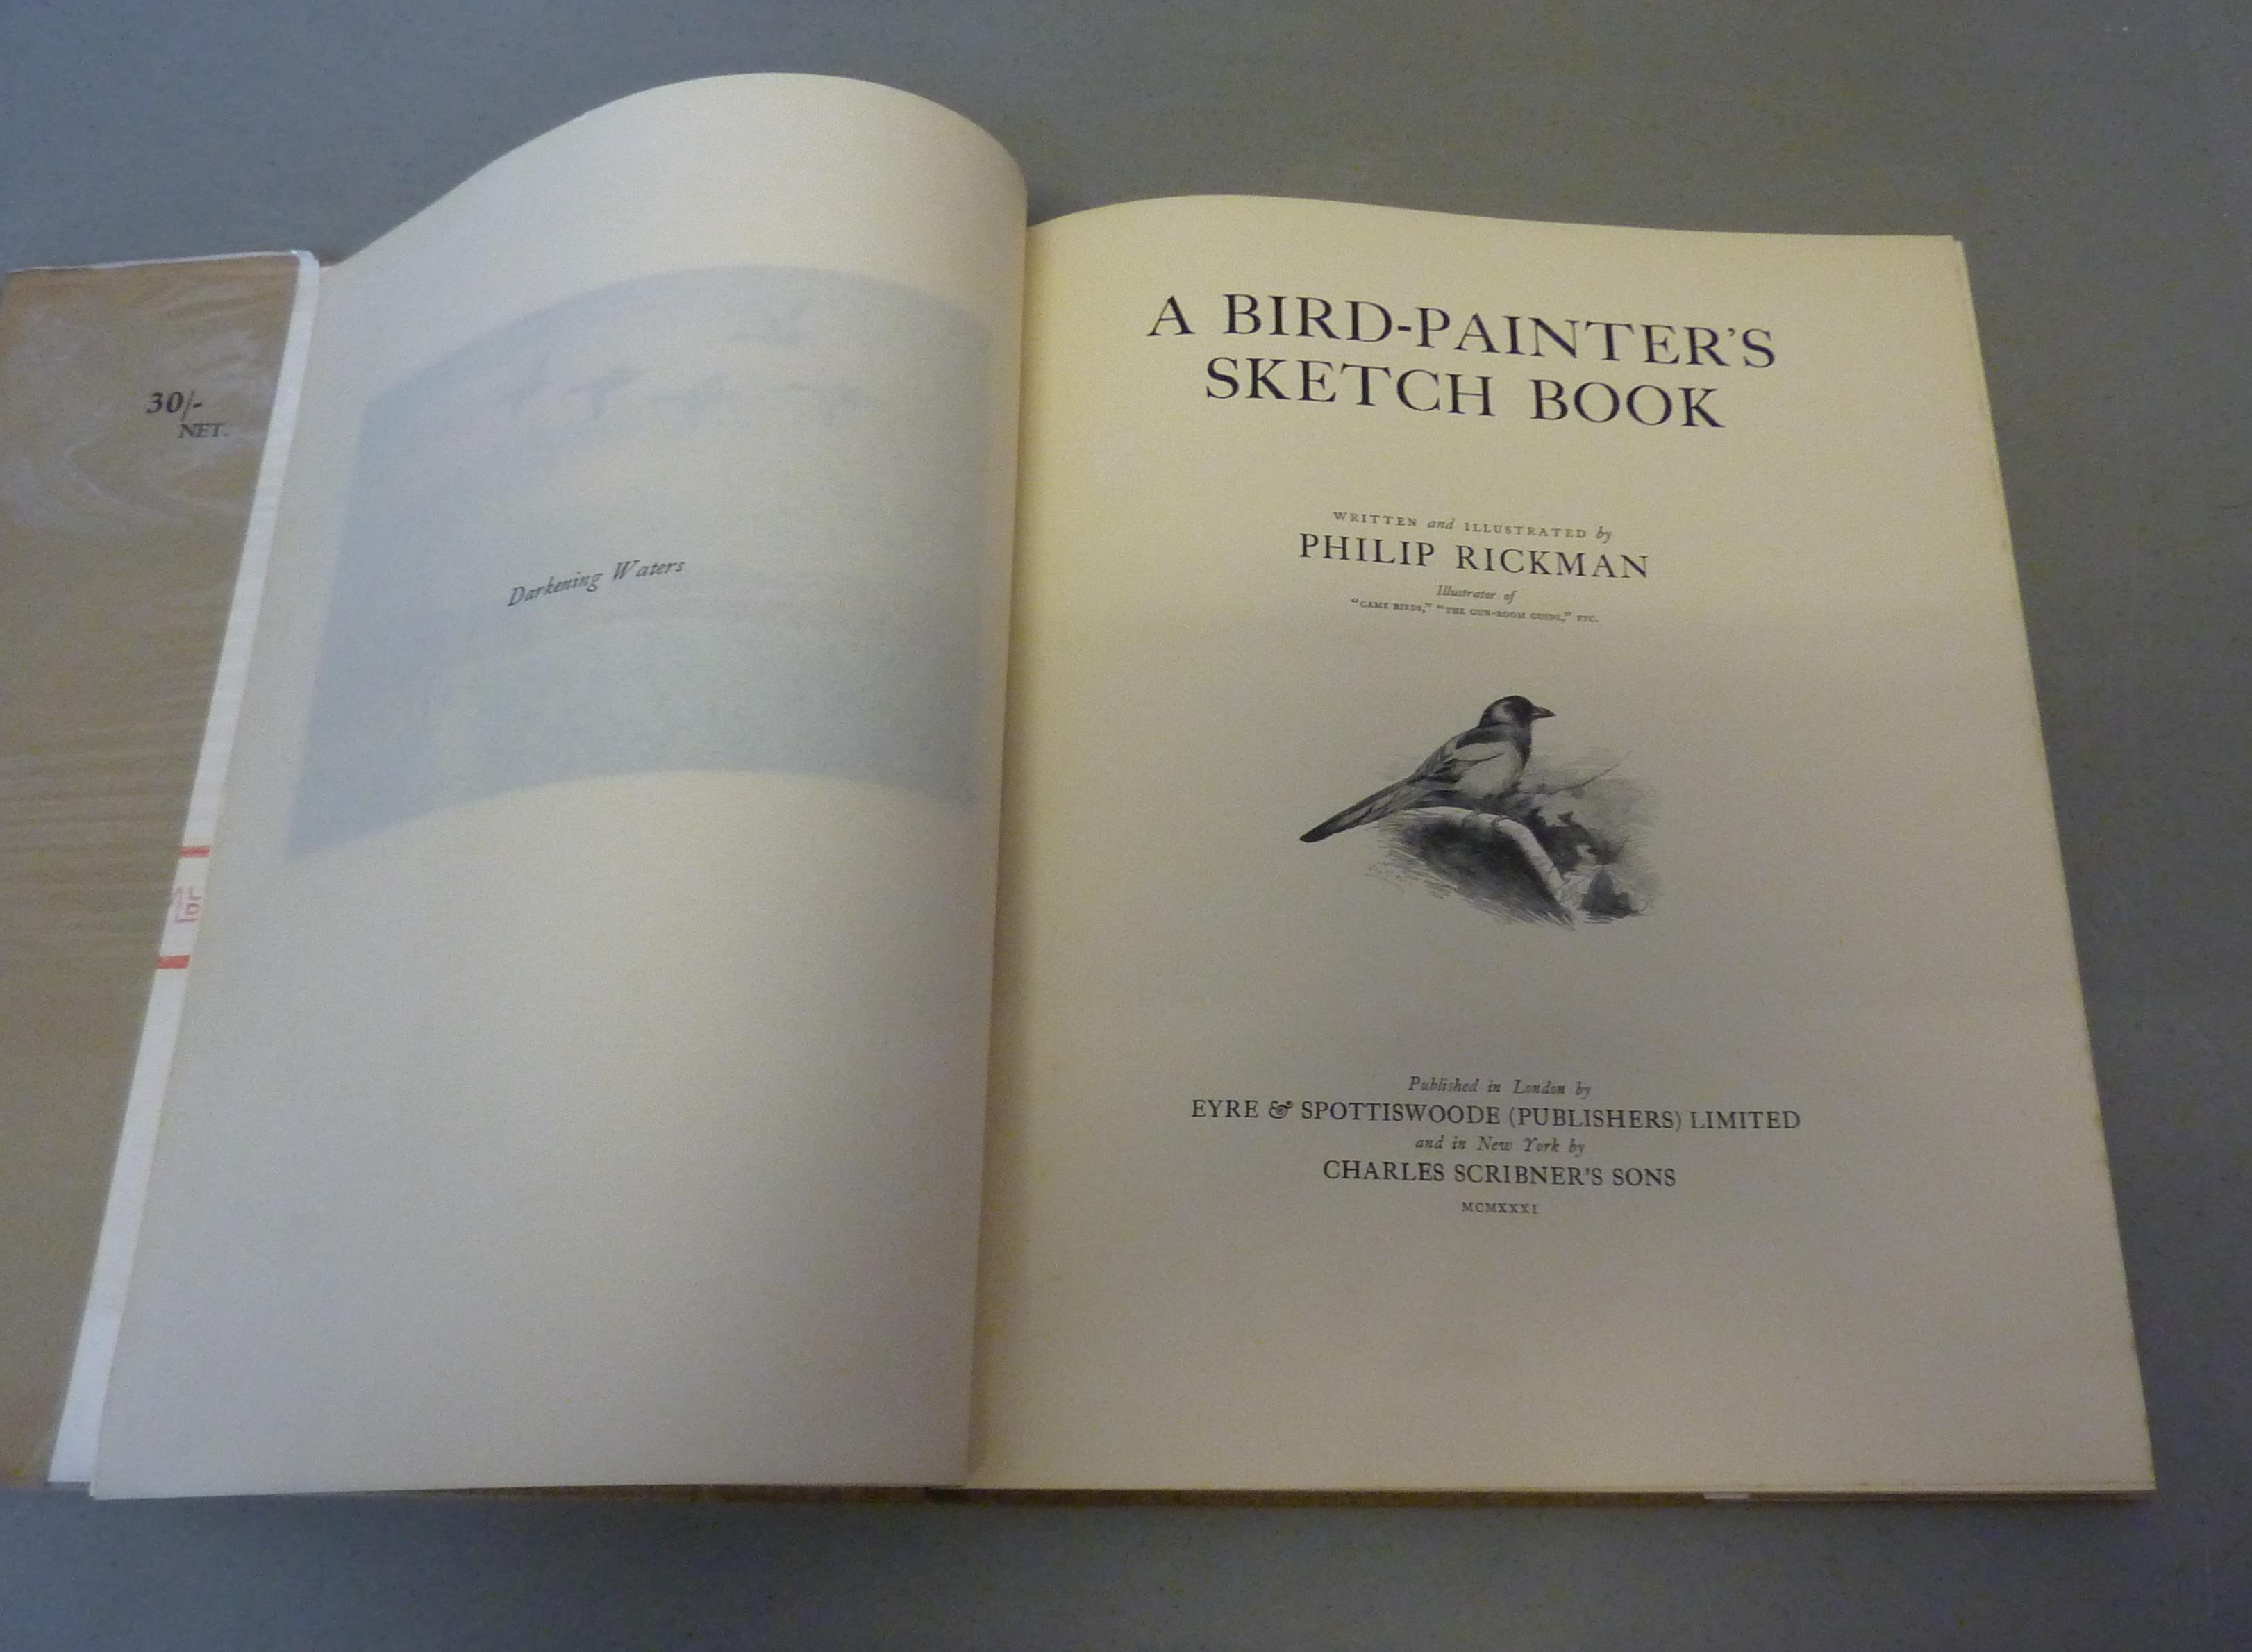 30/-
NET.
Darkening Waters
A BIRD-PAINTER'S
SKETCH BOOK
WRITTEN and ILLUSTRATED by
PHILIP RICKMAN
Illustrator of
"GAME BIRDS," "THE GUN-ROOM GUIDE," ETC.
Published in London by
EYRE & SPOTTISWOODE (PUBLISHERS) LIMITED
and in New York by
CHARLES SCRIBNER'S SONS
MCMXXXI